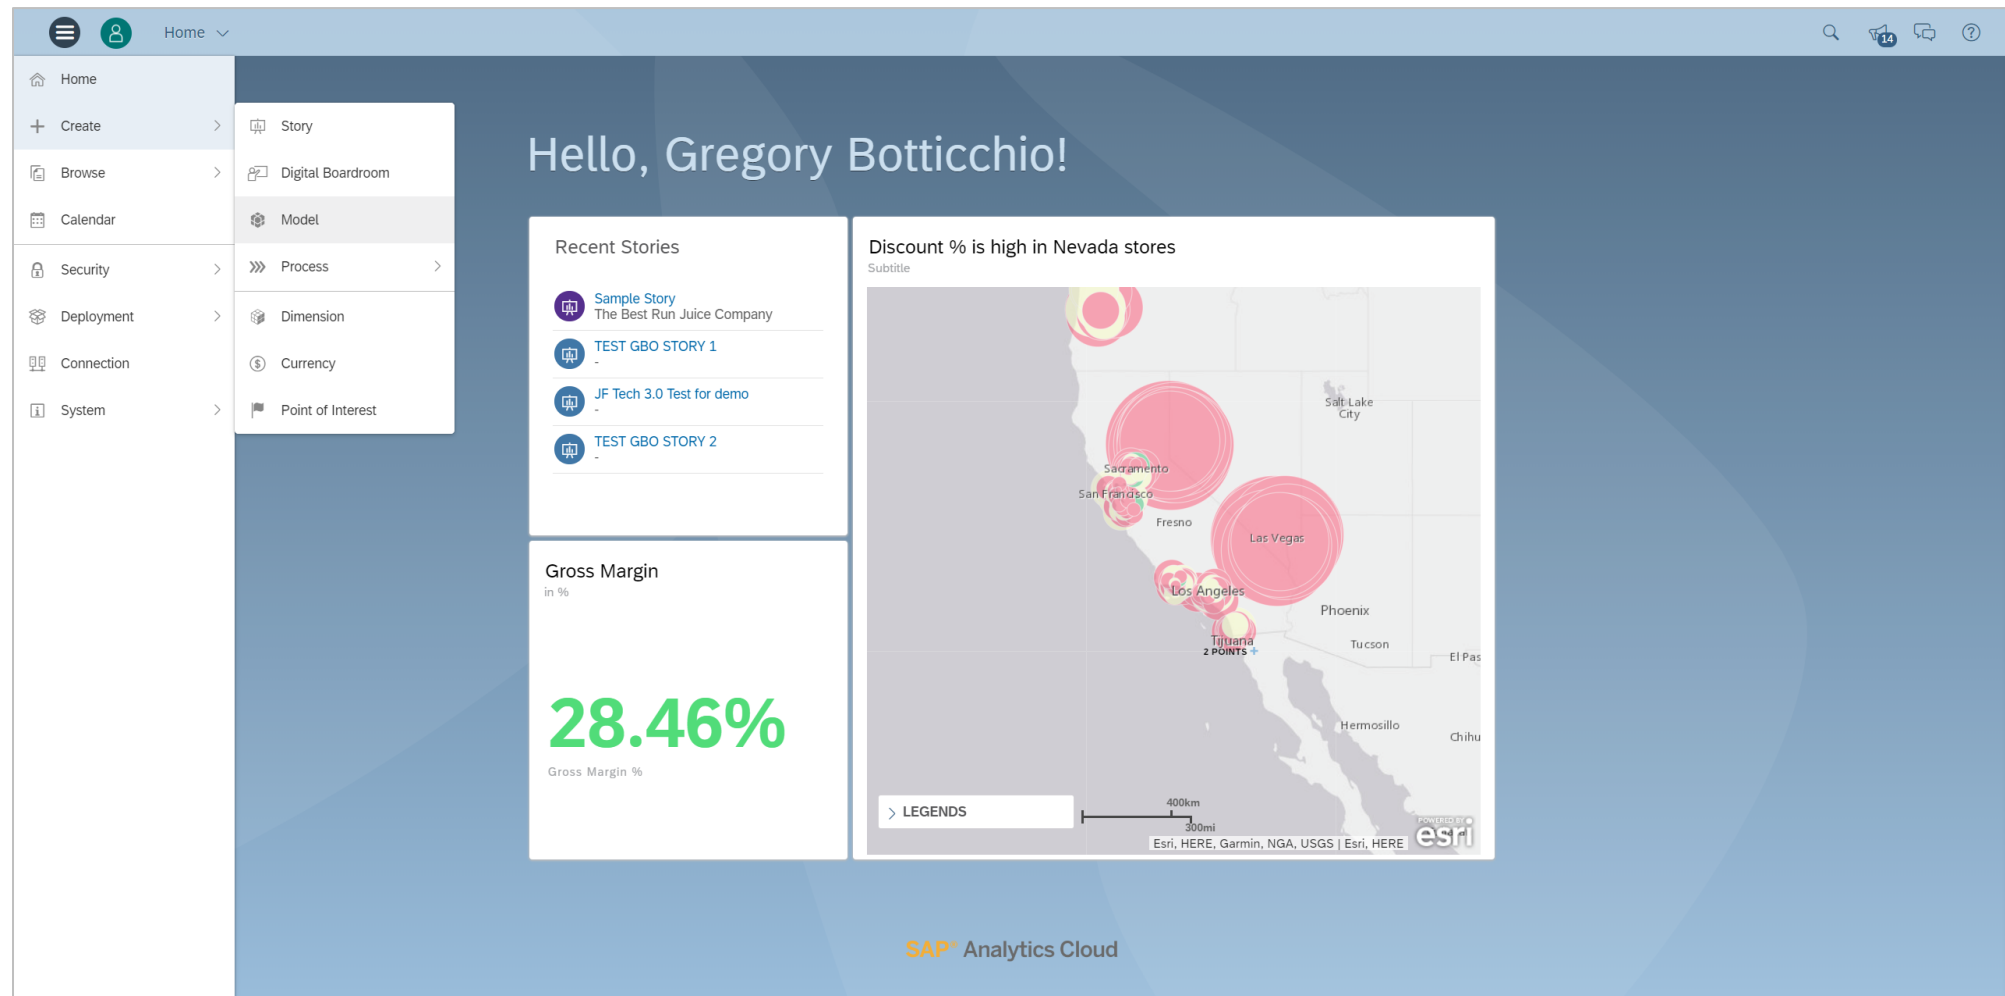 Home
14
Home
Create
Browse
Calendar
Security
Deployment
Connection
System
Story
Digital Boardroom
Model
Process
Dimension
Currency
Point of Interest
Hello, Gregory Botticchio!
Recent Stories
Sample Story
The Best Run Juice Company
TEST GBO STORY 1
-
JF Tech 3.0 Test for demo
-
TEST GBO STORY 2
-
Gross Margin
in %
28.46%
Gross Margin %
Discount % is high in Nevada stores
Subtitle
Salt Lake
City
Sacramento
San Francisco
Fresno
Las Vegas
Los Angeles
Phoenix
Tijuana
2 POINTS +
Tucson
El Pas
Hermosillo
Chihu
LEGENDS
400km
300mi
POWERED BY
esri
Esri, HERE, Garmin, NGA, USGS | Esri, HERE
SAP® Analytics Cloud